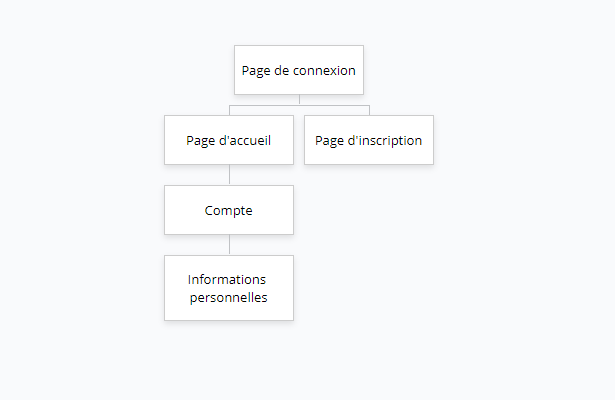 Page de connexion
Page d'accueil
Page d'inscription
Compte
Informations
personnelles